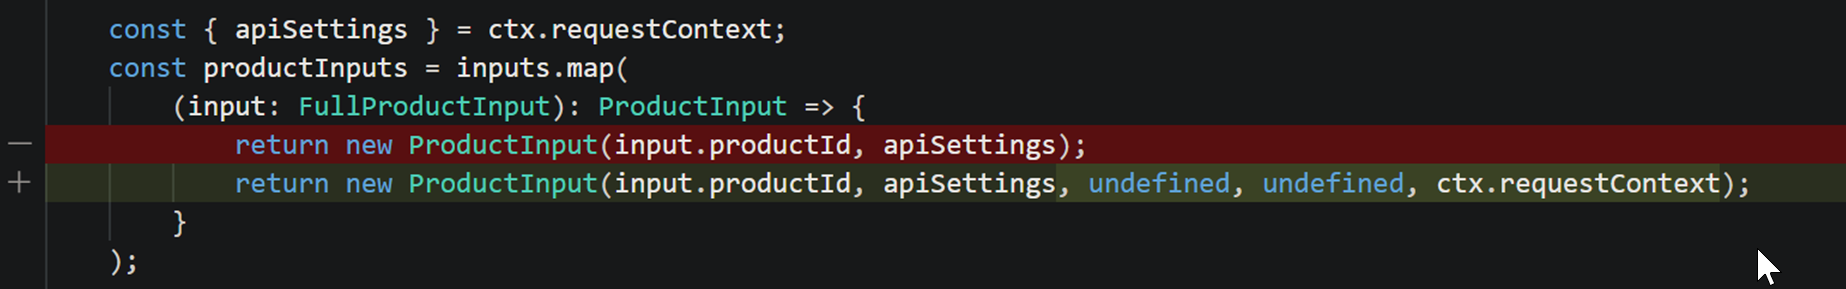 const { apiSettings } = ctx.requestContext;
const productInputs = inputs.map(
(input: FullProductInput): ProductInput => {
— return new ProductInput(input.productId, apiSettings);
+ return new ProductInput(input.productId, apiSettings, undefined, undefined, ctx.requestContext);
}
);